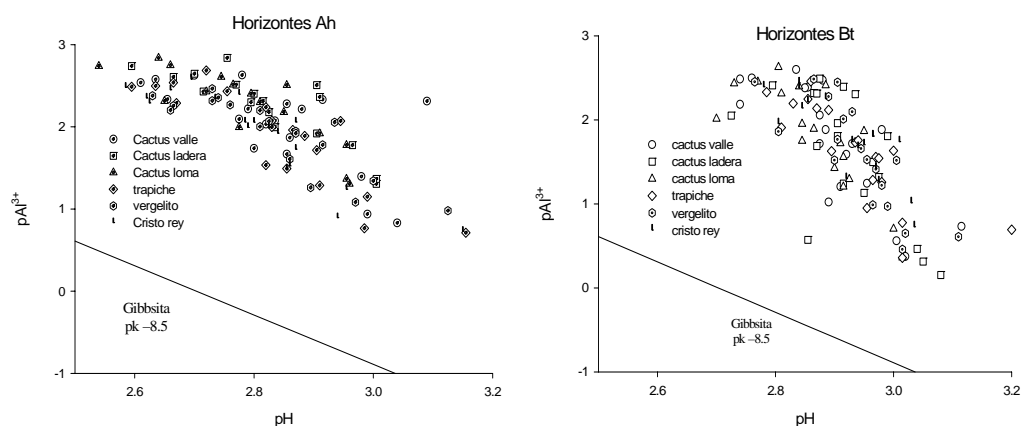 Horizontes Ah
pAl3+
3
2
1
0
-1
Cactus valle
Cactus ladera
Cactus loma
trapiche
vergelito
Cristo rey
Gibbsita
pk –8.5
2.6 2.8 3.0 3.2
pH
Horizontes Bt
pAl3+
3
2
1
0
-1
cactus valle
cactus ladera
cactus loma
trapiche
vergelito
cristo rey
Gibbsita
pk –8.5
2.4 2.6 2.8 3.0 3.2
pH